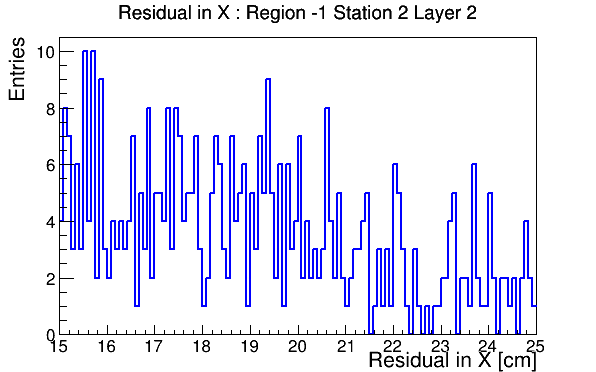 Residual in X : Region -1 Station 2 Layer 2
Entries
10
8
6
4
2
0
15 16 17 18 19 20 21 22 23 24 25
Residual in X [cm]